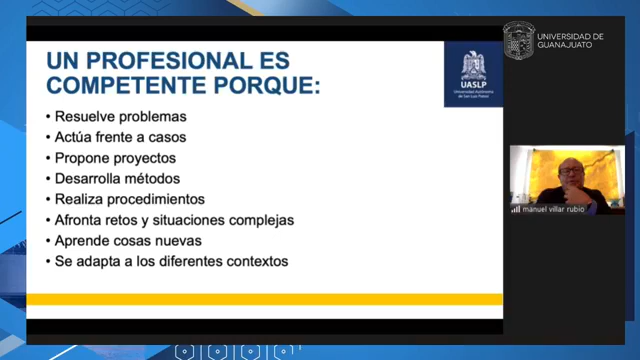 UN PROFESIONAL ES
COMPETENTE PORQUE:
• Resuelve problemas
• Actúa frente a casos
• Propone proyectos
• Desarrolla métodos
• Realiza procedimientos
• Afronta retos y situaciones complejas
• Aprende cosas nuevas
• Se adapta a los diferentes contextos
UASLP
Universidad Autónoma
de San Luis Potosí
UNIVERSIDAD DE
GUANAJUATO
manuel villar rubio